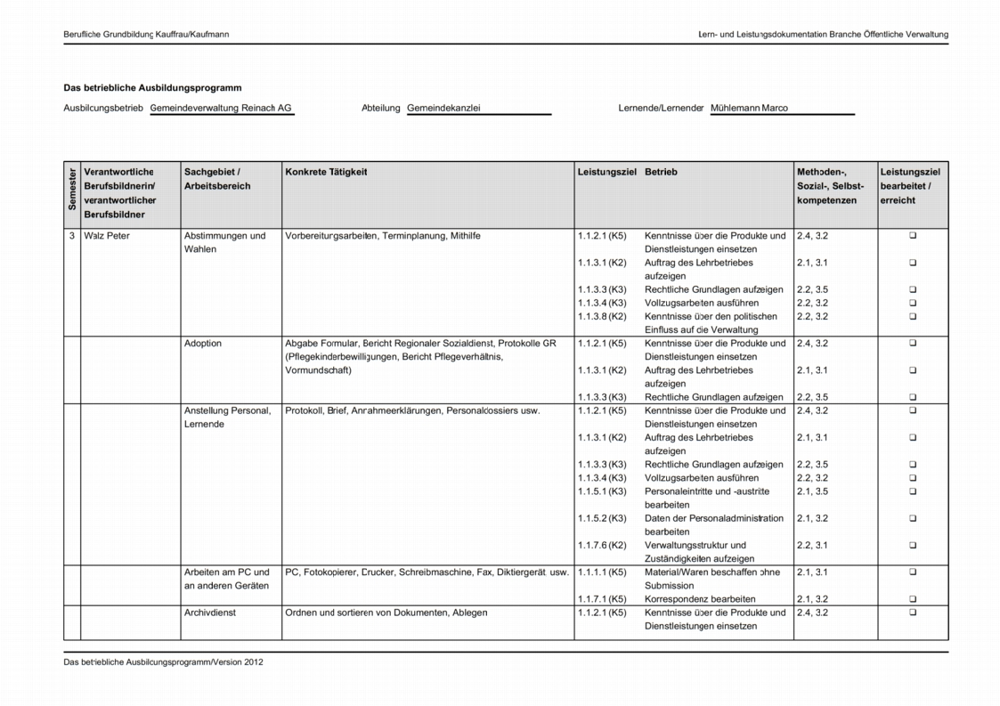 Berufliche Grundbildung Kauffrau/Kaufmann Lern- und Leistungsdokumentation Branche Öffentliche Verwaltung
Das betriebliche Ausbildungsprogramm
Ausbildungsbetrieb Gemeindeverwaltung Reinach AG Abteilung Gemeindekanzlei Lernende/Lernender Mühlemann Marco
Semester
Verantwortliche Berufsbildnerin/ verantwortlicher Berufsbildner
Sachgebiet / Arbeitsbereich
Konkrete Tätigkeit
Leistungsziel Betrieb
Methoden-, Sozial-, Selbst-kompetenzen
Leistungsziel bearbeitet / erreicht
3 Walz Peter Abstimmungen und Vorbereitungsarbeiten, Terminplanung, Mithilfe 1.1.2.1 (K5) Kenntnisse über die Produkte und 2.4, 3.2 ❑
Wahlen Dienstleistungen einsetzen
1.1.3.1 (K2) Auftrag des Lehrbetriebes 2.1, 3.1 ❑
aufzeigen
1.1.3.3 (K3) Rechtliche Grundlagen aufzeigen 2.2, 3.5 ❑
1.1.3.4 (K3) Vollzugsarbeiten ausführen 2.2, 3.2 ❑
1.1.3.8 (K2) Kenntnisse über den politischen 2.2, 3.2 ❑
Einfluss auf die Verwaltung
Adoption Abgabe Formular, Bericht Regionaler Sozialdienst, Protokolle GR 1.1.2.1 (K5) Kenntnisse über die Produkte und 2.4, 3.2 ❑
(Pflegekinderbewilligungen, Bericht Pflegeverhältnis, Dienstleistungen einsetzen
Vormundschaft) 1.1.3.1 (K2) Auftrag des Lehrbetriebes 2.1, 3.1 ❑
aufzeigen
1.1.3.3 (K3) Rechtliche Grundlagen aufzeigen 2.2, 3.5 ❑
Anstellung Personal, Protokoll, Brief, Annahmeerklärungen, Personaldossiers usw. 1.1.2.1 (K5) Kenntnisse über die Produkte und 2.4, 3.2 ❑
Lernende Dienstleistungen einsetzen
1.1.3.1 (K2) Auftrag des Lehrbetriebes 2.1, 3.1 ❑
aufzeigen
1.1.3.3 (K3) Rechtliche Grundlagen aufzeigen 2.2, 3.5 ❑
1.1.3.4 (K3) Vollzugsarbeiten ausführen 2.2, 3.2 ❑
1.1.5.1 (K3) Personaleintritte und -austritte 2.1, 3.5 ❑
bearbeiten
1.1.5.2 (K3) Daten der Personaladministration 2.1, 3.2 ❑
bearbeiten
1.1.7.6 (K2) Verwaltungsstruktur und 2.2, 3.1 ❑
Zuständigkeiten aufzeigen
Arbeiten am PC und PC, Fotokopierer, Drucker, Schreibmaschine, Fax, Diktiergerät usw. 1.1.1.1 (K5) Material/Waren beschaffen ohne 2.1, 3.1 ❑
an anderen Geräten Submission
1.1.7.1 (K5) Korrespondenz bearbeiten 2.1, 3.2 ❑
Archivdienst Ordnen und sortieren von Dokumenten, Ablegen 1.1.2.1 (K5) Kenntnisse über die Produkte und 2.4, 3.2 ❑
Dienstleistungen einsetzen
Das betriebliche Ausbildungsprogramm/Version 2012